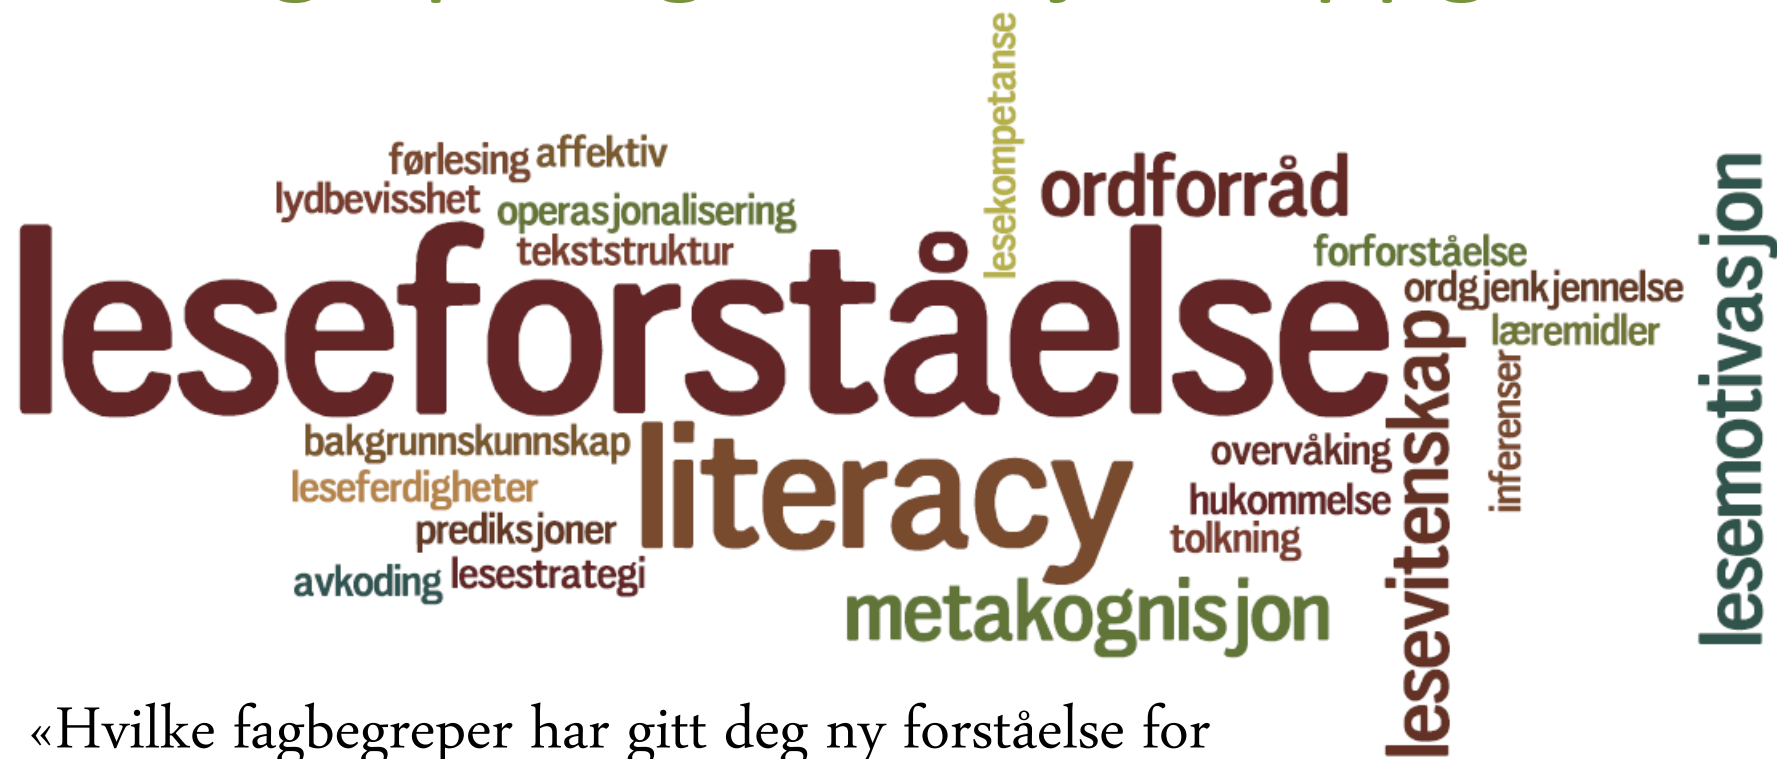 lesekompetanse
førlesing affektiv
lydbevisshet
operasjonalisering
tekststruktur
ordforråd
forforståelse
ordgjenkjennelse
læremidler
leseforståelse
lesevitenskap
inferenser
lesemotivasjon
bakgrunnskunnskap
leseferdigheter
prediksjoner
avkoding
lesestrategi
literacy
overvåking
hukommelse
tolkning
metakognisjon
«Hvilke fagbegreper har gitt deg ny forståelse for